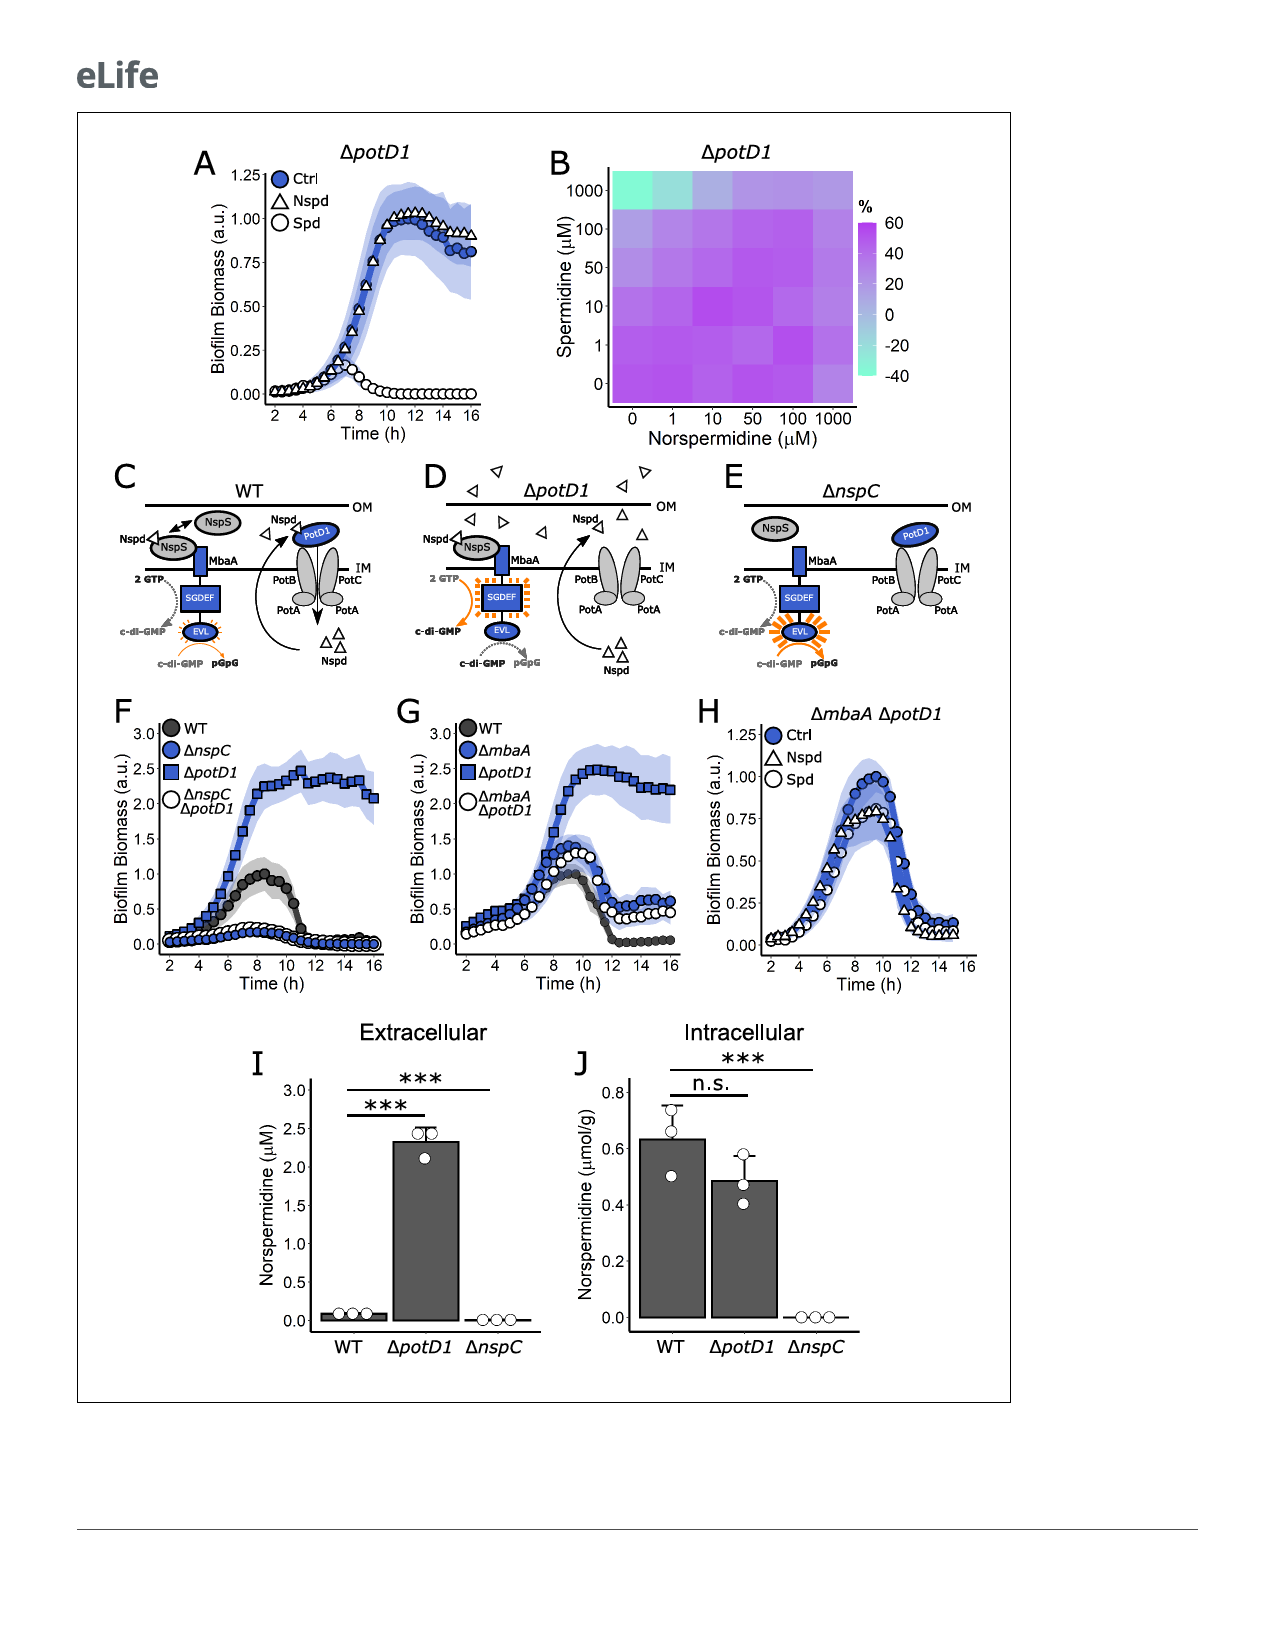 eLife
A
ΔpotD1
1.25
1.00
0.75
0.50
0.25
0.00
Biofilm Biomass (a.u.)
Ctrl
Nspd
Spd
2 4 6 8 10 12 14 16
Time (h)
B
ΔpotD1
1000
100
50
10
1
0
Spermidine (μM)
0 1 10 50 100 1000
Norspermidine (μM)
%
60
40
20
0
-20
-40
C
WT
OM
NspS
Nspd
NspS
MbaA
Nspd
PotD1
IM
2 GTP
PotB
PotC
SGDEF
PotA
PotA
c-di-GMP
EVL
c-di-GMP
pGpG
Nspd
D
ΔpotD1
OM
Nspd
Nspd
NspS
MbaA
IM
2 GTP
PotB
PotC
SGDEF
PotA
PotA
c-di-GMP
EVL
c-di-GMP
pGpG
Nspd
E
ΔnspC
OM
NspS
PotD1
MbaA
IM
2 GTP
PotB
PotC
SGDEF
PotA
PotA
c-di-GMP
EVL
c-di-GMP
pGpG
F
3.0
2.5
2.0
1.5
1.0
0.5
0.0
Biofilm Biomass (a.u.)
WT
ΔnspC
ΔpotD1
ΔnspC
ΔpotD1
2 4 6 8 10 12 14 16
Time (h)
G
3.0
2.5
2.0
1.5
1.0
0.5
0.0
Biofilm Biomass (a.u.)
WT
ΔmbaA
ΔpotD1
ΔmbaA
ΔpotD1
2 4 6 8 10 12 14 16
Time (h)
H
ΔmbaA ΔpotD1
1.25
1.00
0.75
0.50
0.25
0.00
Biofilm Biomass (a.u.)
Ctrl
Nspd
Spd
2 4 6 8 10 12 14 16
Time (h)
I
Extracellular
***
***
3.0
2.5
2.0
1.5
1.0
0.5
0.0
Norspermidine (μM)
WT ΔpotD1 ΔnspC
J
Intracellular
***
n.s.
0.8
0.6
0.4
0.2
0.0
Norspermidine (μmol/g)
WT ΔpotD1 ΔnspC